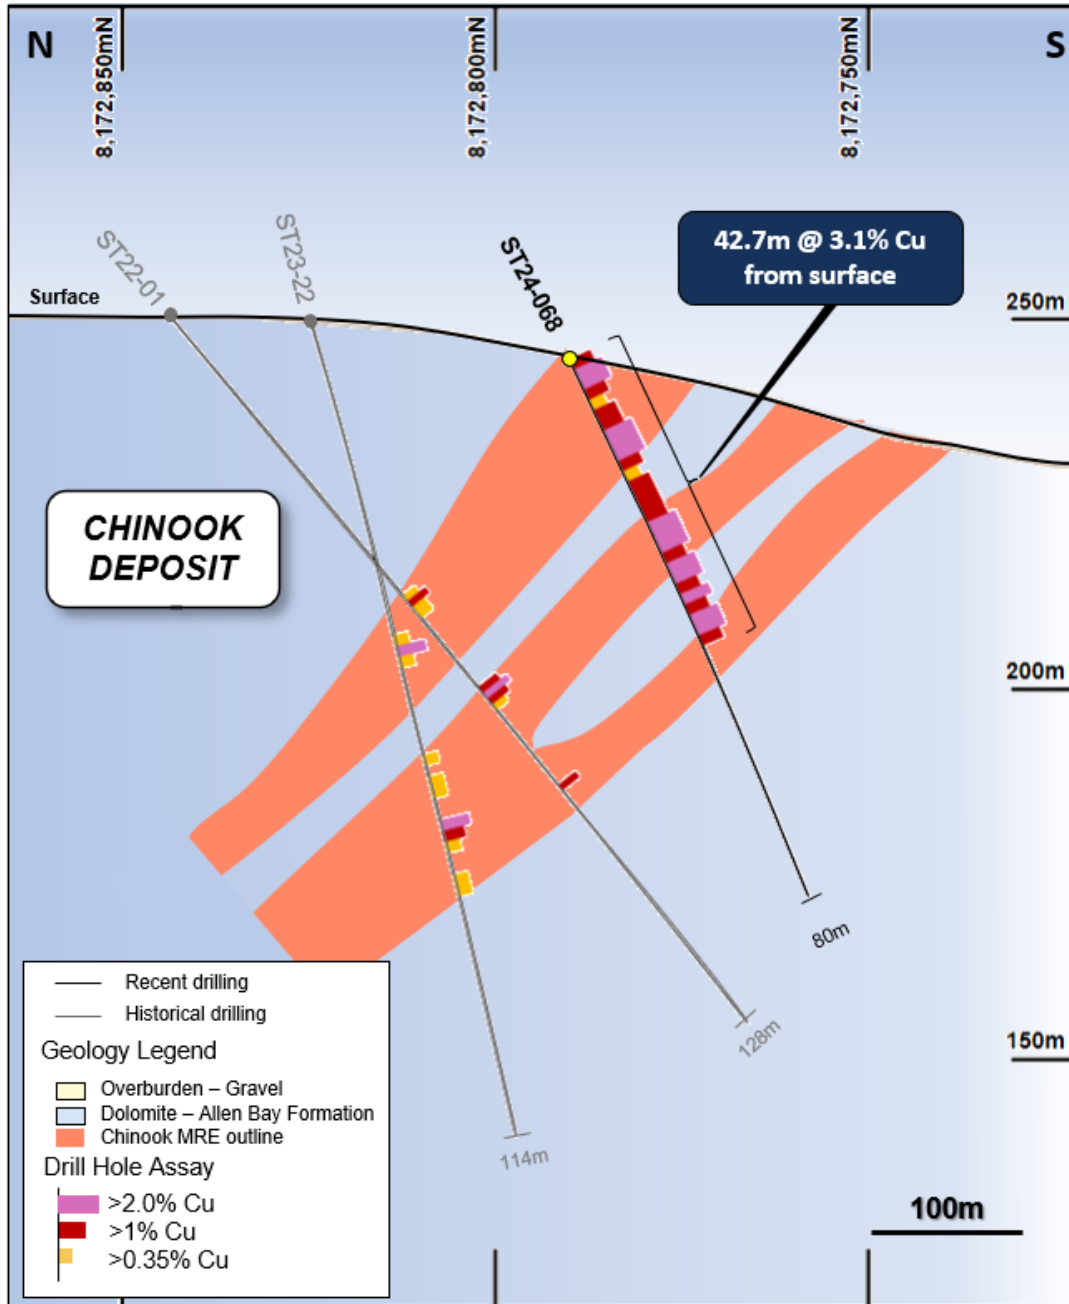 N
8,172,850mN
8,172,800mN
8,172,750mN
S
ST22-01
ST23-22
ST24-068
42.7m @ 3.1% Cu
from surface
Surface
250m
CHINOOK
DEPOSIT
200m
80m
128m
150m
114m
100m
Recent drilling
Historical drilling
Geology Legend
Overburden – Gravel
Dolomite – Allen Bay Formation
Chinook MRE outline
Drill Hole Assay
>2.0% Cu
>1% Cu
>0.35% Cu